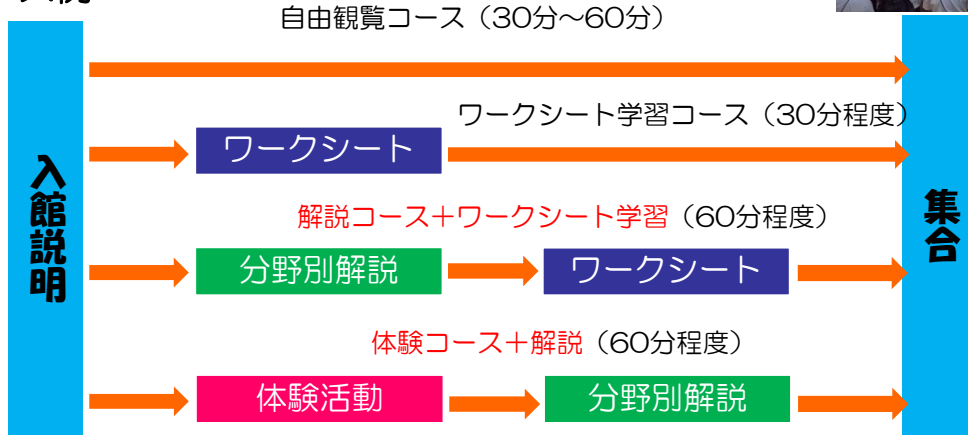 自由観覧コース（30分～60分）
入館説明
ワークシート学習コース（30分程度）
ワークシート
解説コース＋ワークシート学習（60分程度）
分野別解説
ワークシート
体験コース＋解説（60分程度）
体験活動
分野別解説
集合